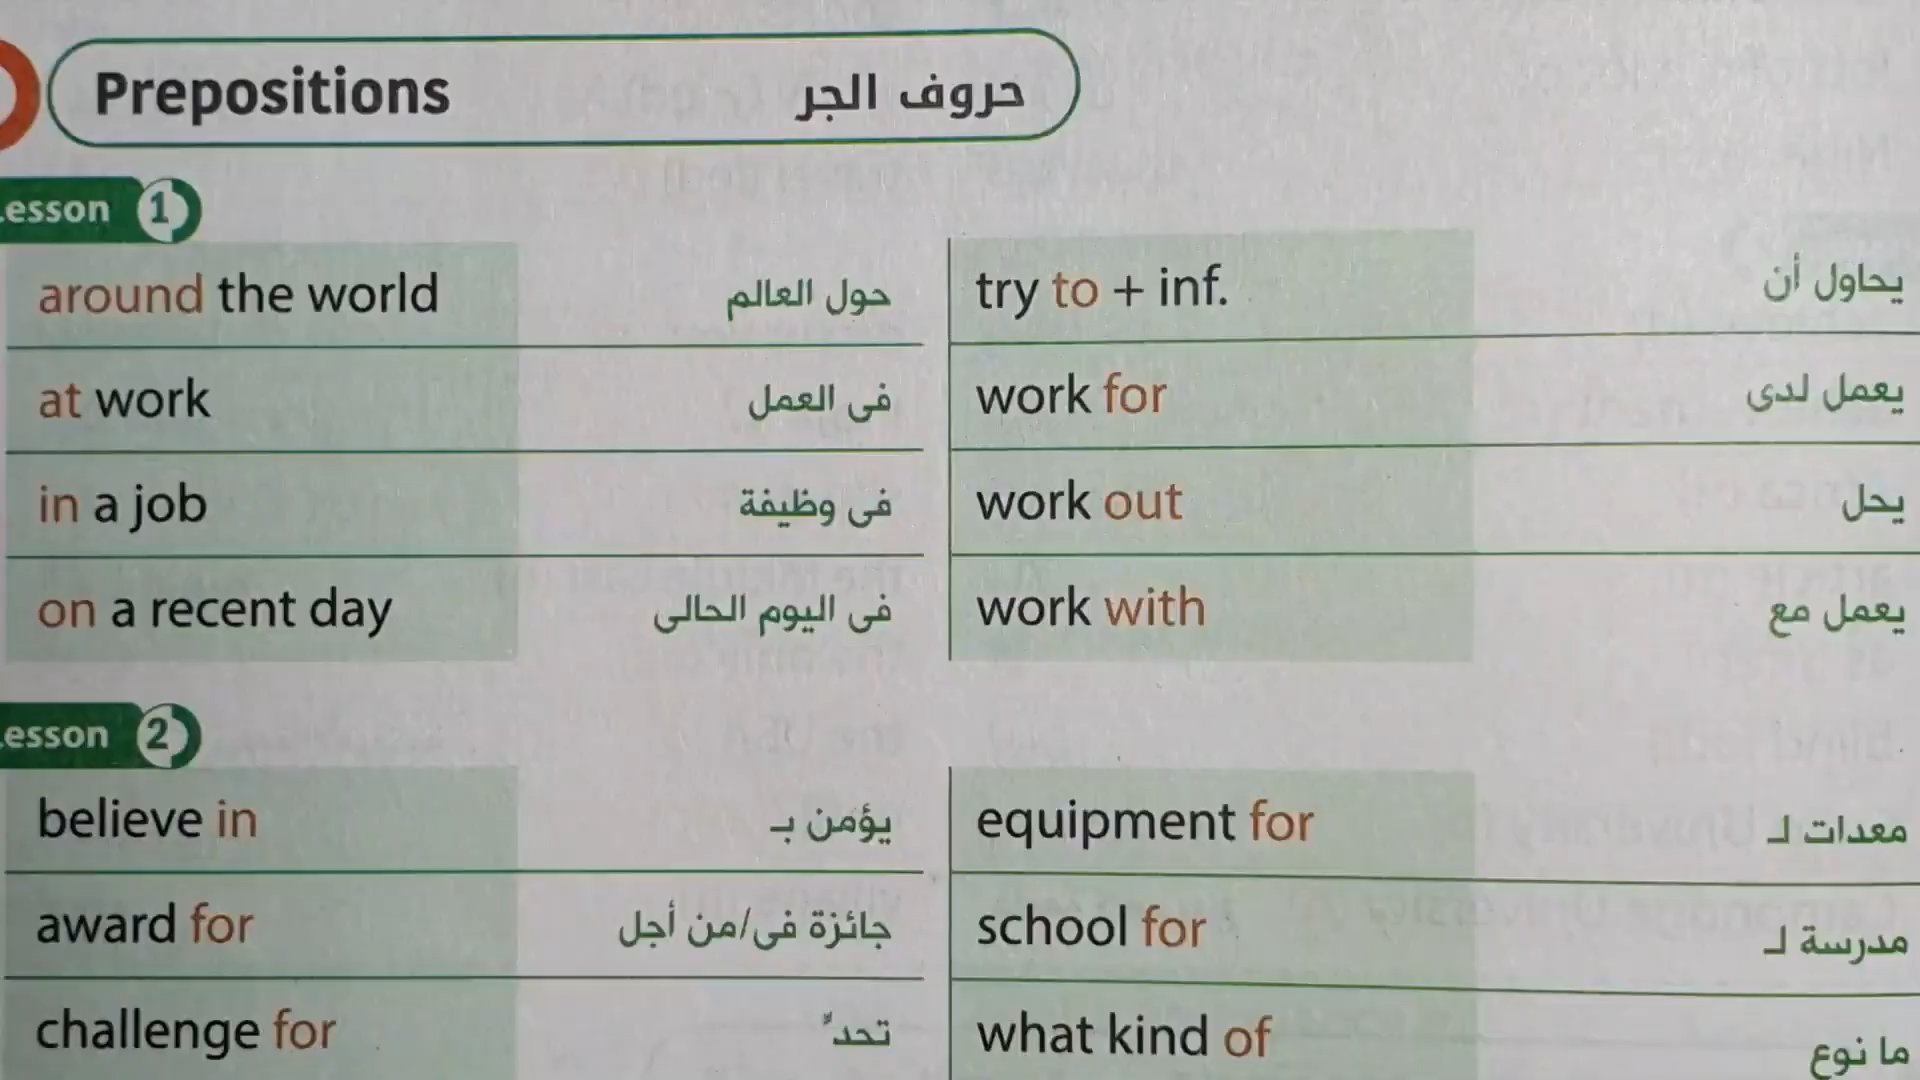 Prepositions حروف الجر
Lesson 1
around the world حول العالم
at work فى العمل
in a job فى وظيفة
on a recent day فى اليوم الحالى
try to + inf. يحاول أن
work for يعمل لدى
work out يحل
work with يعمل مع
Lesson 2
believe in يؤمن بـ
award for جائزة فى/من أجل
challenge for تحدٍّ
equipment for معدات لـ
school for مدرسة لـ
what kind of ما نوع